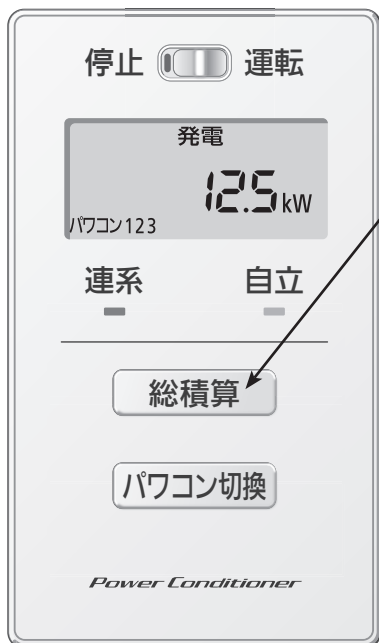 停止 運転
発電
12.5kW
パワコン123
連系 自立
総積算
パワコン切換
Power Conditioner